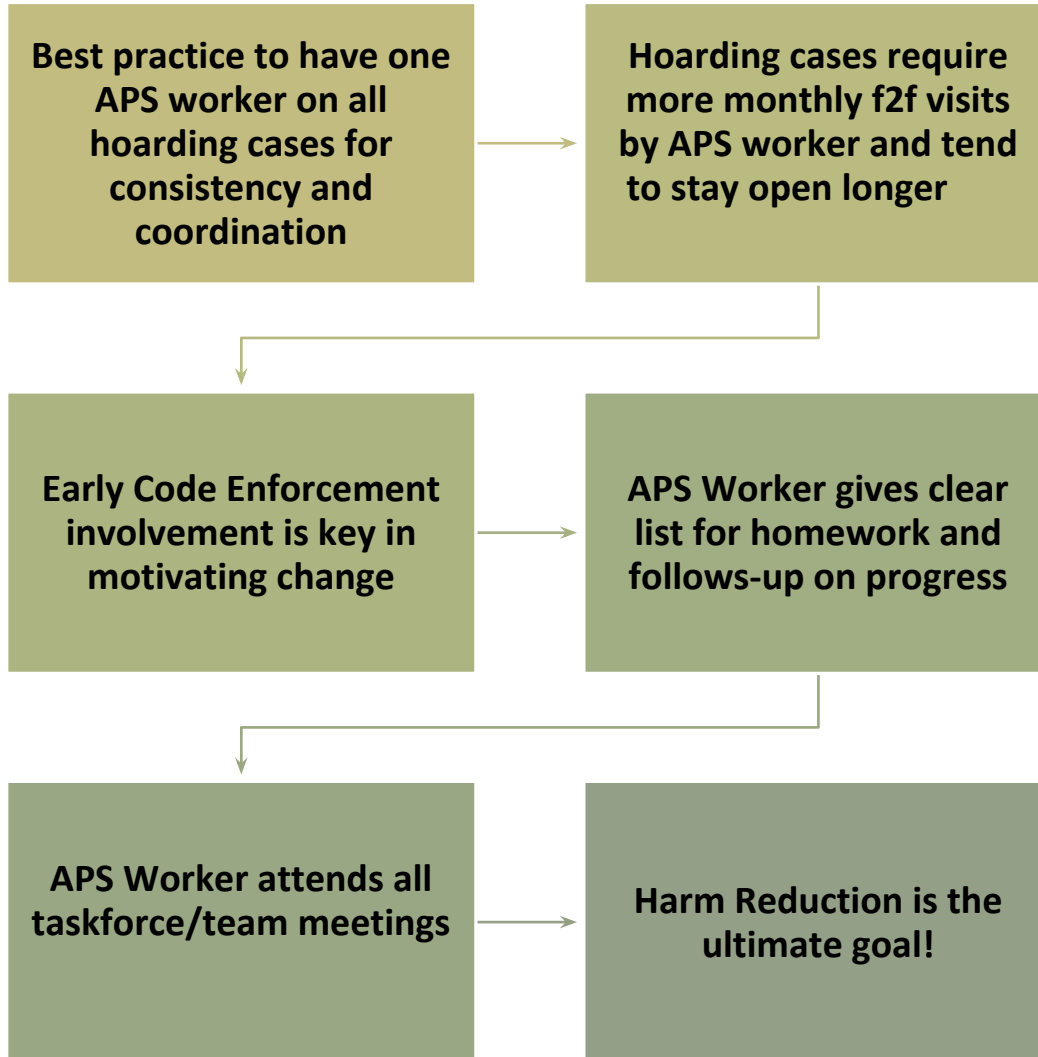 Best practice to have one
APS worker on all
hoarding cases for
consistency and
coordination
Hoarding cases require
more monthly f2f visits
by APS worker and tend
to stay open longer
Early Code Enforcement
involvement is key in
motivating change
APS Worker gives clear
list for homework and
follows-up on progress
APS Worker attends all
taskforce/team meetings
Harm Reduction is the
ultimate goal!